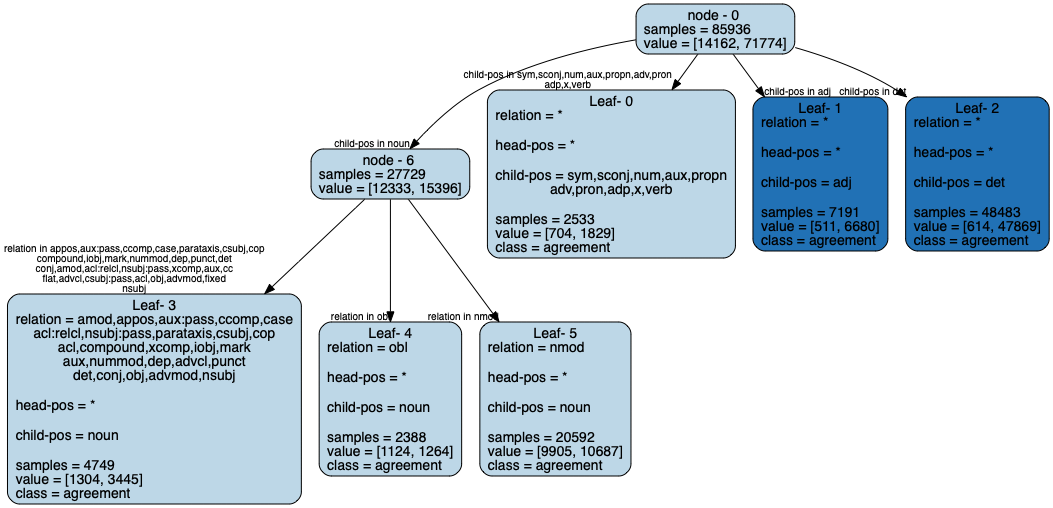 node - 0
samples = 85936
value = [14162, 71774]
child-pos in sym,sconj,num,aux,propn,adv,pron
adp,x,verb
child-pos in adj
child-pos in det
Leaf- 0
relation = *
head-pos = *
child-pos = sym,sconj,num,aux,propn
adv,pron,adp,x,verb
samples = 2533
value = [704, 1829]
class = agreement
Leaf- 1
relation = *
head-pos = *
child-pos = adj
samples = 7191
value = [511, 6680]
class = agreement
Leaf- 2
relation = *
head-pos = *
child-pos = det
samples = 48483
value = [614, 47869]
class = agreement
child-pos in noun
node - 6
samples = 27729
value = [12333, 15396]
relation in appos,aux:pass,ccomp,case,parataxis,csubj,cop
compound,iobj,mark,nummod,dep,punct,det
conj,amod,acl:relcl,nsubj:pass,xcomp,aux,cc
flat,advcl,csubj:pass,acl,obj,advmod,fixed
nsubj
Leaf- 3
relation = amod,appos,aux:pass,ccomp,case
acl:relcl,nsubj:pass,parataxis,csubj,cop
acl,compound,xcomp,iobj,mark
aux,nummod,dep,advcl,punct
det,conj,obj,advmod,nsubj
head-pos = *
child-pos = noun
samples = 4749
value = [1304, 3445]
class = agreement
relation in obl
Leaf- 4
relation = obl
head-pos = *
child-pos = noun
samples = 2388
value = [1124, 1264]
class = agreement
relation in nmod
Leaf- 5
relation = nmod
head-pos = *
child-pos = noun
samples = 20592
value = [9905, 10687]
class = agreement